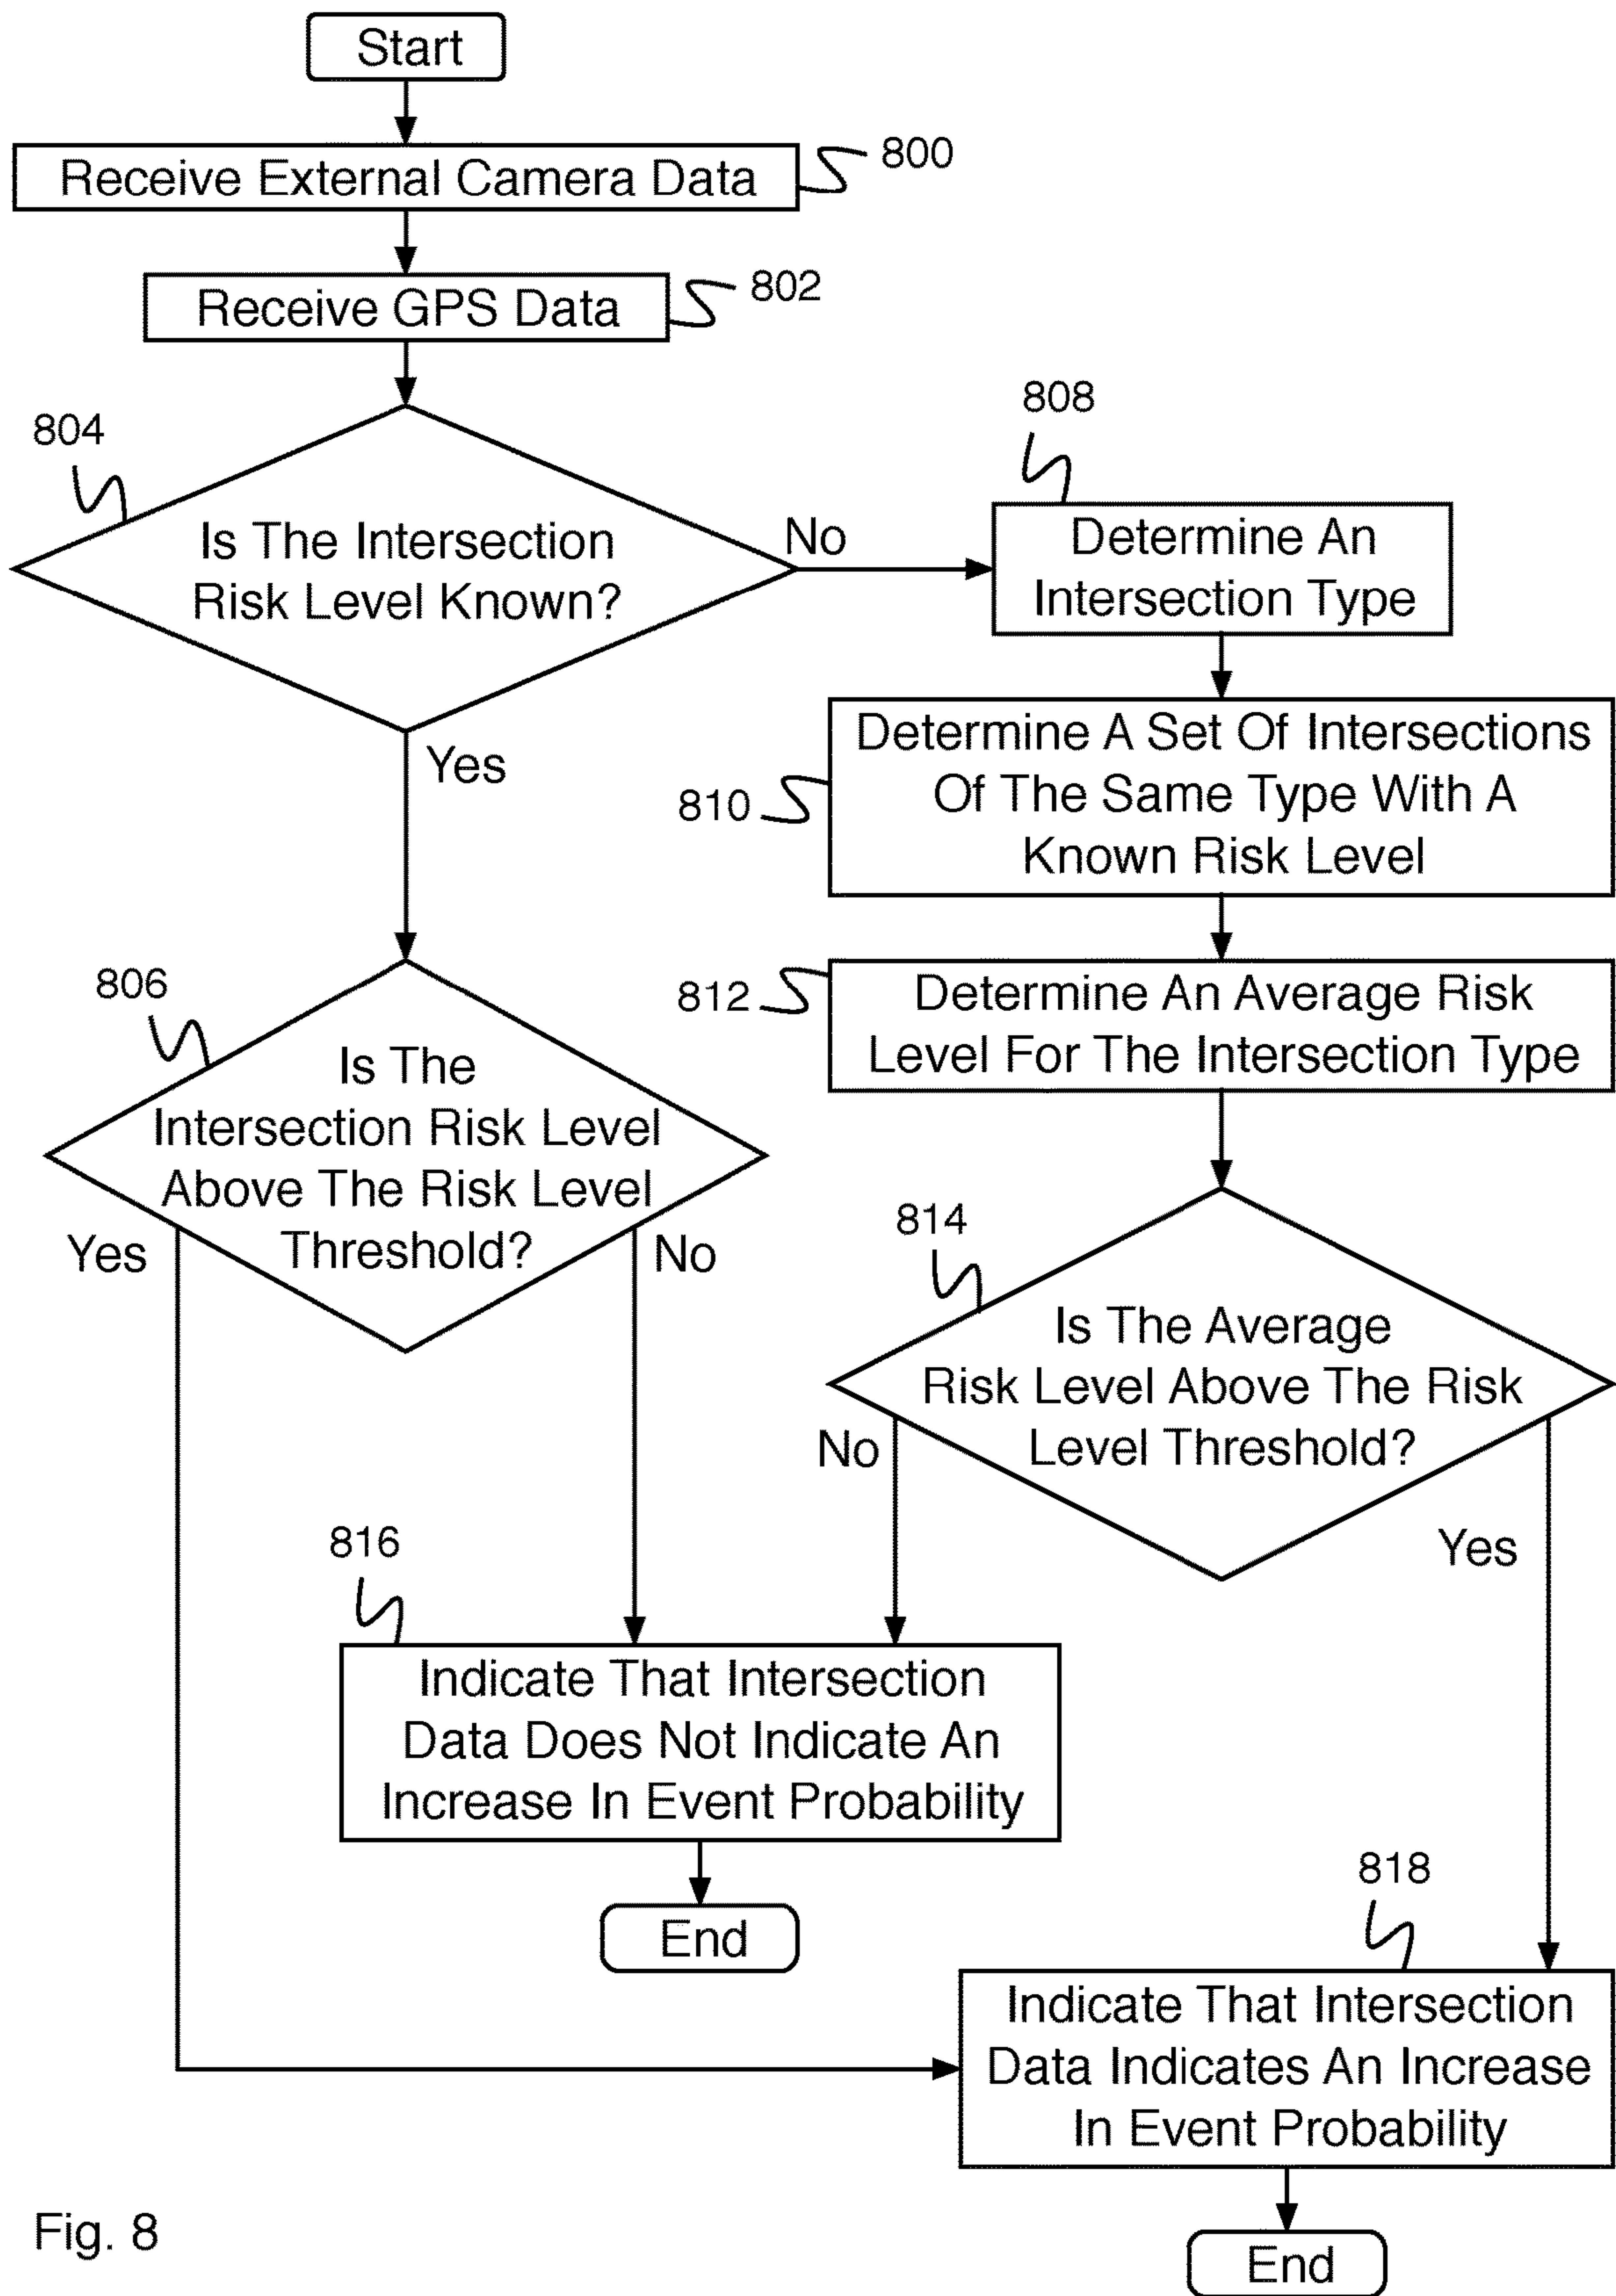 Start
Receive External Camera Data
800
Receive GPS Data
802
804
Is The Intersection
Risk Level Known?
No
Yes
808
Determine An
Intersection Type
810
Determine A Set Of Intersections
Of The Same Type With A
Known Risk Level
812
Determine An Average Risk
Level For The Intersection Type
806
Is The
Intersection Risk Level
Above The Risk Level
Threshold?
Yes
No
814
Is The Average
Risk Level Above The Risk
Level Threshold?
No
Yes
816
Indicate That Intersection
Data Does Not Indicate An
Increase In Event Probability
End
818
Indicate That Intersection
Data Indicates An Increase
In Event Probability
End
Fig. 8